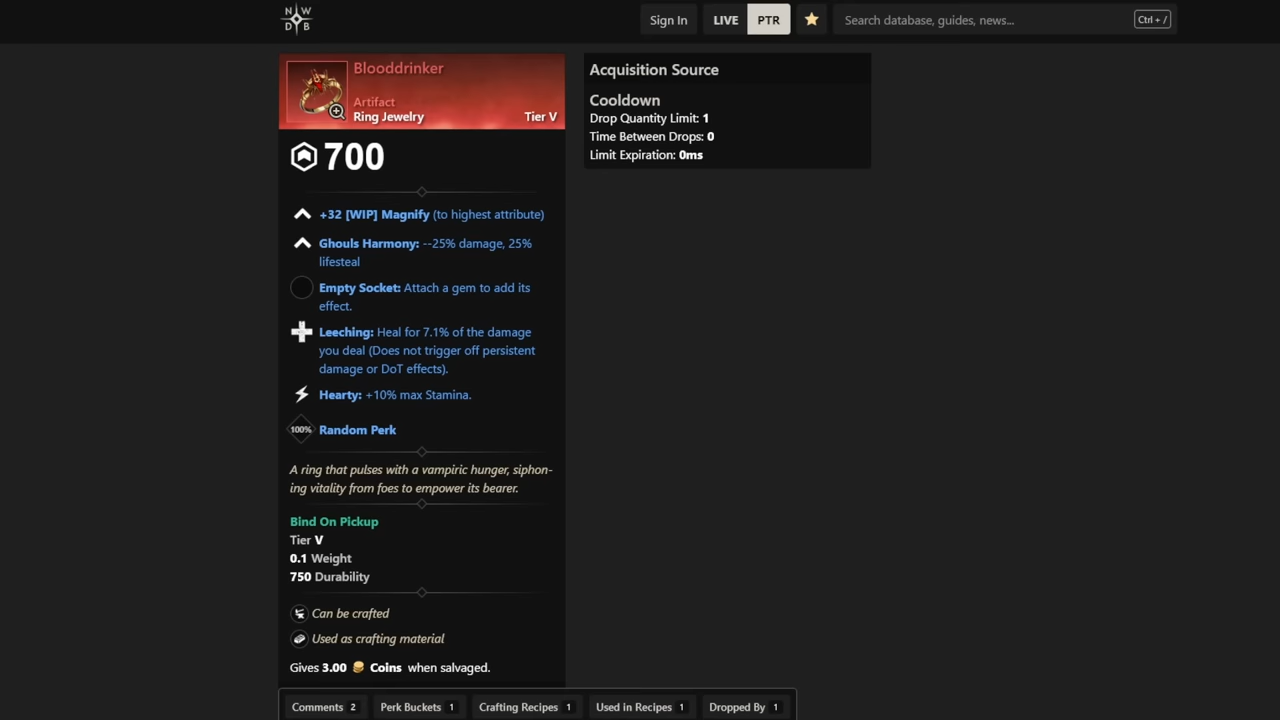 NW
DB
Sign In
LIVE
PTR
Search database, guides, news...
Ctrl + /
Blooddrinker
Artifact
Ring Jewelry
Tier V
700
+32 [WIP] Magnify (to highest attribute)
Ghouls Harmony: --25% damage, 25%
lifesteal
Empty Socket: Attach a gem to add its
effect.
Leeching: Heal for 7.1% of the damage
you deal (Does not trigger off persistent
damage or DoT effects).
Hearty: +10% max Stamina.
100%
Random Perk
A ring that pulses with a vampiric hunger, siphon-
ing vitality from foes to empower its bearer.
Bind On Pickup
Tier V
0.1 Weight
750 Durability
Can be crafted
Used as crafting material
Gives 3.00 Coins when salvaged.
Acquisition Source
Cooldown
Drop Quantity Limit: 1
Time Between Drops: 0
Limit Expiration: 0ms
Comments 2
Perk Buckets 1
Crafting Recipes 1
Used in Recipes 1
Dropped By 1